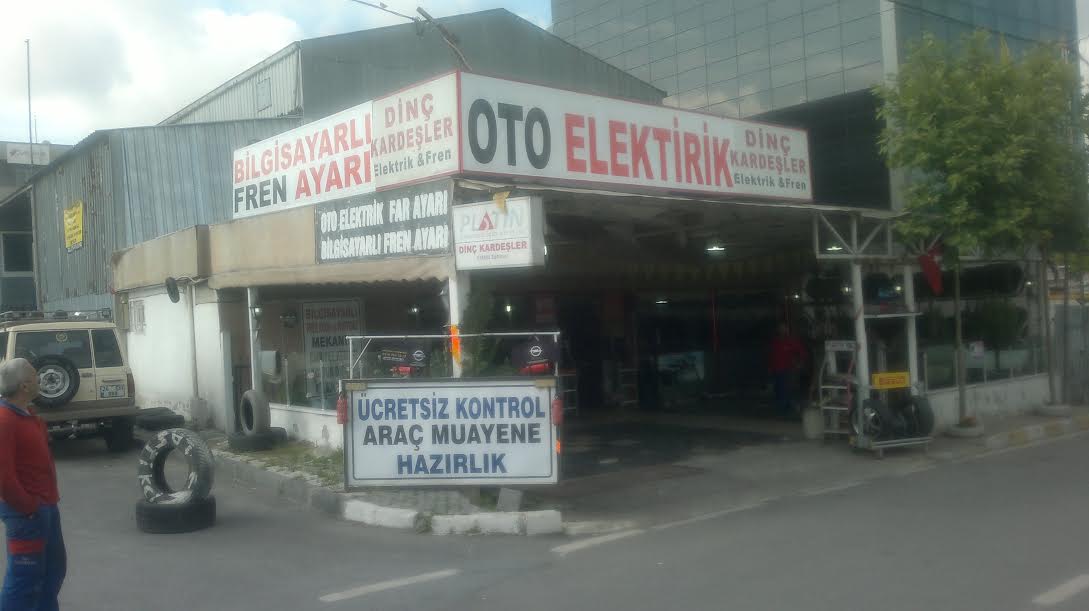 BİLGİSAYARLI
FREN AYARI
DİNÇ
KARDEŞLER
Elektrik & Fren
OTO ELEKTİRİK
DİNÇ
KARDEŞLER
Elektrik & Fren
OTO ELEKTRİK FAR AYARI
BİLGİSAYARLI FREN AYARI
PLATİN
DİNÇ KARDEŞLER
BİLGİSAYARLI
MEKANİK
ÜCRETSİZ KONTROL
ARAÇ MUAYENE
HAZIRLIK